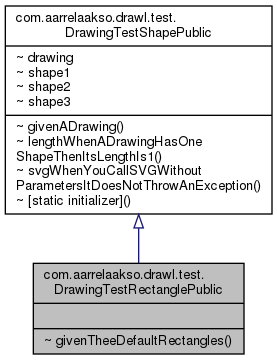 com.aarrelaakso.drawl.test.
DrawingTestShapePublic
~ drawing
~ shape1
~ shape2
~ shape3
~ givenADrawing()
~ lengthWhenADrawingHasOne
ShapeThenItsLengthIs1()
~ svgWhenYouCallSVGWithout
ParametersItDoesNotThrowAnException()
~ [static initializer]()
com.aarrelaakso.drawl.test.
DrawingTestRectanglePublic
~ givenTheeDefaultRectangles()